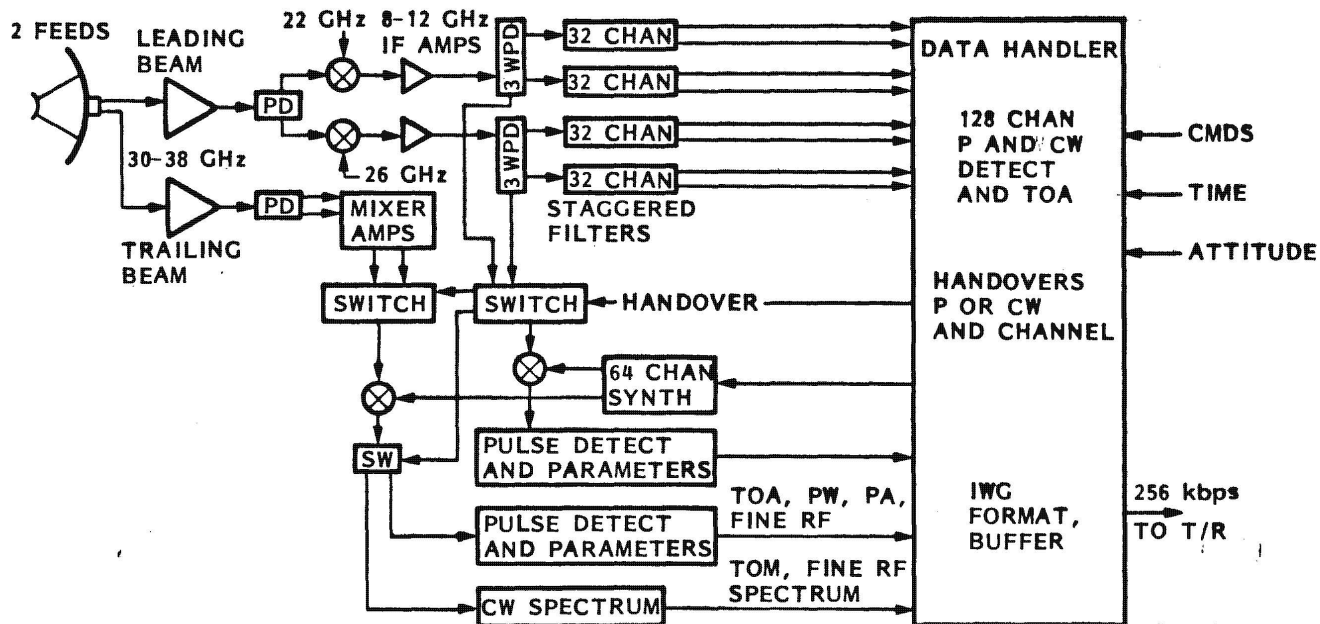 2 FEEDS
LEADING
BEAM
22 GHz
8-12 GHz
IF AMPS
3 WPD
32 CHAN
32 CHAN
PD
26 GHz
3 WPD
32 CHAN
32 CHAN
STAGGERED
FILTERS
30-38 GHz
PD
MIXER
AMPS
TRAILING
BEAM
SWITCH
SWITCH
HANDOVER
64 CHAN
SYNTH
SW
PULSE DETECT
AND PARAMETERS
TOA, PW, PA,
FINE RF
PULSE DETECT
AND PARAMETERS
TOM, FINE RF
SPECTRUM
CW SPECTRUM
DATA HANDLER
128 CHAN
P AND CW
DETECT
AND TOA
HANDOVERS
P OR CW
AND CHANNEL
IWG
FORMAT,
BUFFER
CMDS
TIME
ATTITUDE
256 kbps
TO T/R